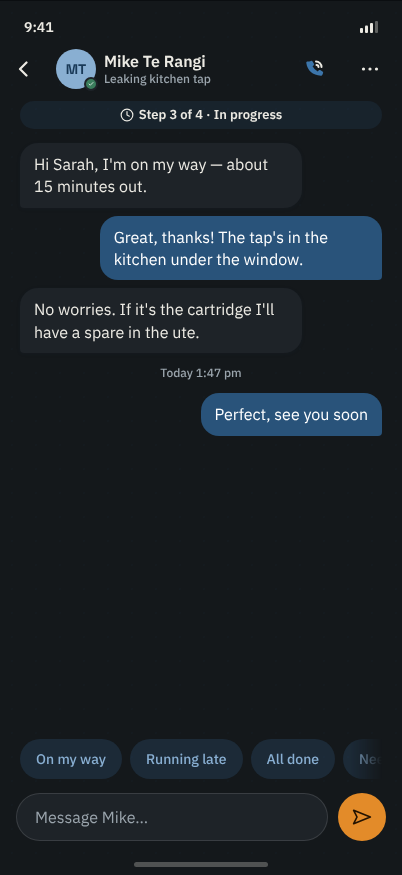 9:41
MT
Mike Te Rangi
Leaking kitchen tap
Step 3 of 4 · In progress
Hi Sarah, I'm on my way — about
15 minutes out.
Great, thanks! The tap's in the
kitchen under the window.
No worries. If it's the cartridge I'll
have a spare in the ute.
Today 1:47 pm
Perfect, see you soon
On my way
Running late
All done
Message Mike...